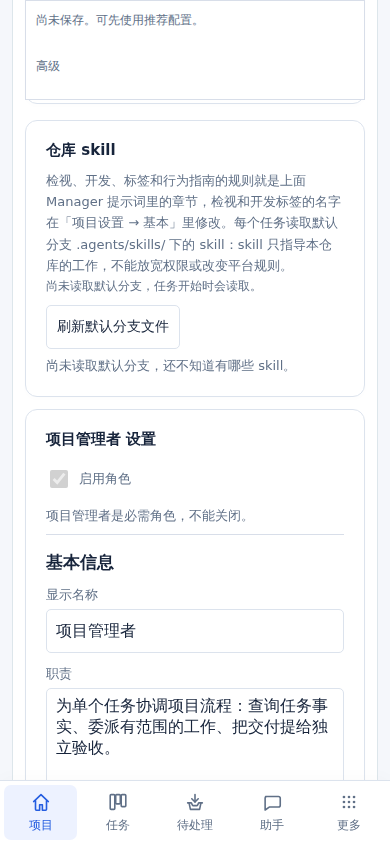 尚未保存。可先使用推荐配置。
高级
仓库 skill
检视、开发、标签和行为指南的规则就是上面
Manager 提示词里的章节，检视和开发标签的名字
在「项目设置 → 基本」里修改。每个任务读取默认
分支 .agents/skills/ 下的 skill：skill 只指导本仓
库的工作，不能放宽权限或改变平台规则。
尚未读取默认分支，任务开始时会读取。
刷新默认分支文件
尚未读取默认分支，还不知道有哪些 skill。
项目管理者 设置
启用角色
项目管理者是必需角色，不能关闭。
基本信息
显示名称
项目管理者
职责
为单个任务协调项目流程：查询任务事
实、委派有范围的工作、把交付提给独
立验收。
项目
任务
待处理
助手
更多